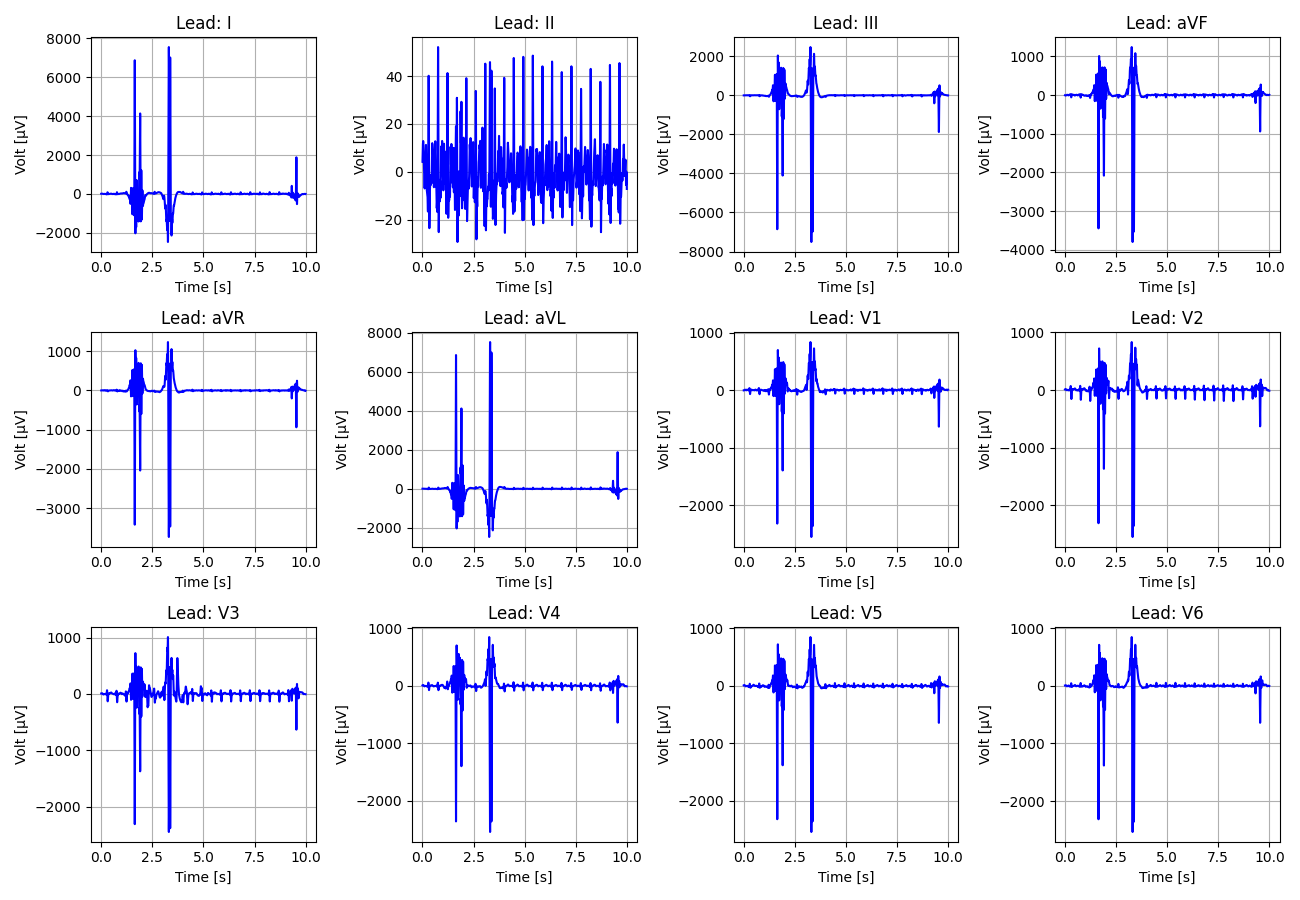 Lead: I
Lead: II
Lead: III
Lead: aVF
8000
6000
4000
2000
0
−2000
Volt [μV]
0.0 2.5 5.0 7.5 10.0
Time [s]
40
20
0
−20
Volt [μV]
0.0 2.5 5.0 7.5 10.0
Time [s]
2000
0
−2000
−4000
−6000
−8000
Volt [μV]
0.0 2.5 5.0 7.5 10.0
Time [s]
1000
0
−1000
−2000
−3000
−4000
Volt [μV]
0.0 2.5 5.0 7.5 10.0
Time [s]
Lead: aVR
Lead: aVL
Lead: V1
Lead: V2
1000
0
−1000
−2000
−3000
Volt [μV]
0.0 2.5 5.0 7.5 10.0
Time [s]
8000
6000
4000
2000
0
−2000
Volt [μV]
0.0 2.5 5.0 7.5 10.0
Time [s]
1000
0
−1000
−2000
Volt [μV]
0.0 2.5 5.0 7.5 10.0
Time [s]
1000
0
−1000
−2000
Volt [μV]
0.0 2.5 5.0 7.5 10.0
Time [s]
Lead: V3
Lead: V4
Lead: V5
Lead: V6
1000
0
−1000
−2000
Volt [μV]
0.0 2.5 5.0 7.5 10.0
Time [s]
1000
0
−1000
−2000
Volt [μV]
0.0 2.5 5.0 7.5 10.0
Time [s]
1000
0
−1000
−2000
Volt [μV]
0.0 2.5 5.0 7.5 10.0
Time [s]
1000
0
−1000
−2000
Volt [μV]
0.0 2.5 5.0 7.5 10.0
Time [s]